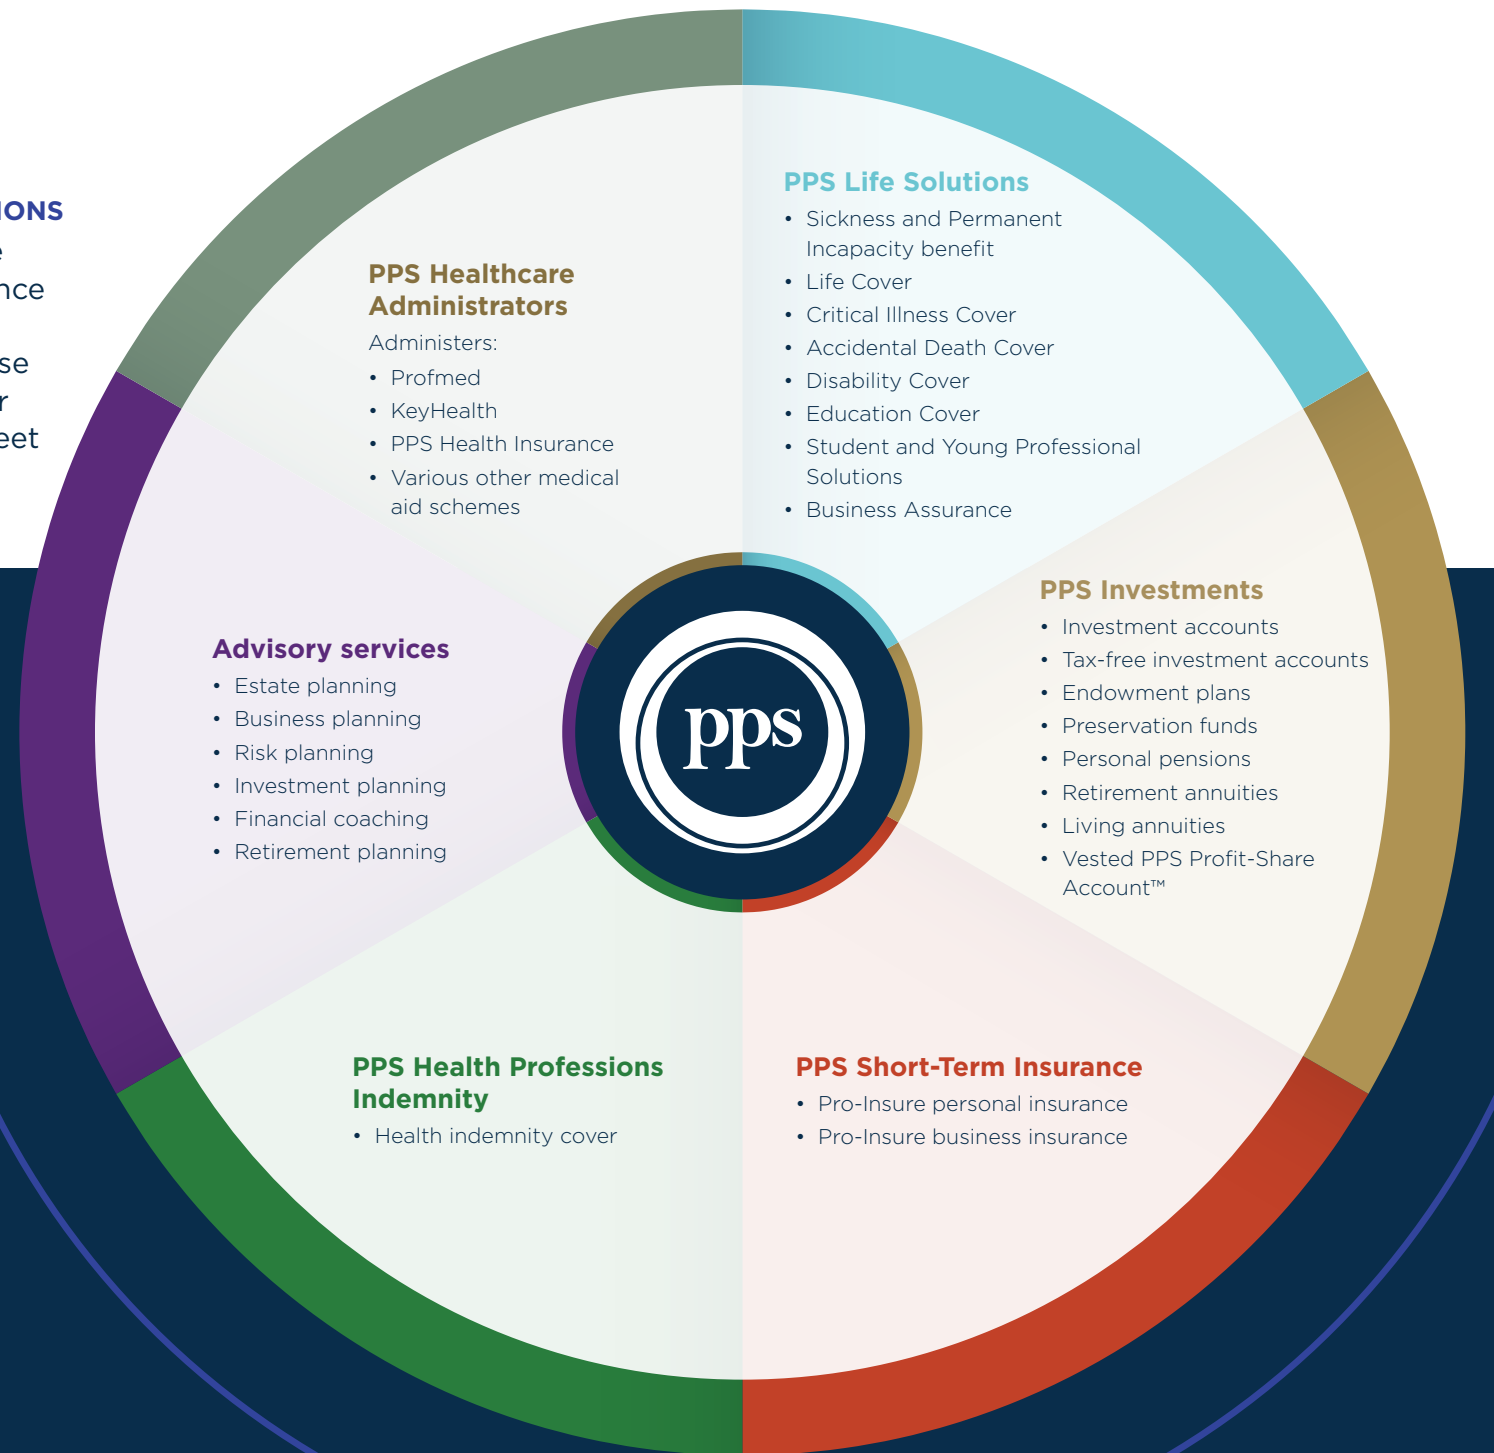 IONS
PPS Life Solutions
• Sickness and Permanent
Incapacity benefit
• Life Cover
• Critical Illness Cover
• Accidental Death Cover
• Disability Cover
• Education Cover
• Student and Young Professional
Solutions
• Business Assurance
PPS Investments
• Investment accounts
• Tax-free investment accounts
• Endowment plans
• Preservation funds
• Personal pensions
• Retirement annuities
• Living annuities
• Vested PPS Profit-Share
Account™
PPS Short-Term Insurance
• Pro-Insure personal insurance
• Pro-Insure business insurance
PPS Health Professions
Indemnity
• Health indemnity cover
Advisory services
• Estate planning
• Business planning
• Risk planning
• Investment planning
• Financial coaching
• Retirement planning
PPS Healthcare
Administrators
Administers:
• Profmed
• KeyHealth
• PPS Health Insurance
• Various other medical
aid schemes
pps